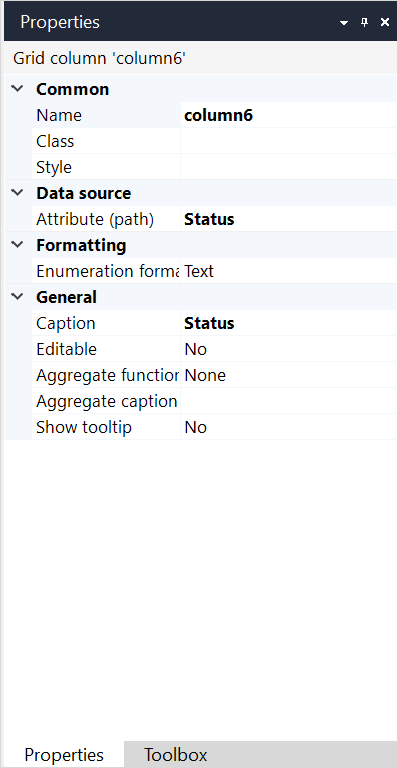 Properties
Grid column 'column6'
Common
Name column6
Class
Style
Data source
Attribute (path) Status
Formatting
Enumeration forma Text
General
Caption Status
Editable No
Aggregate function None
Aggregate caption
Show tooltip No
Properties Toolbox